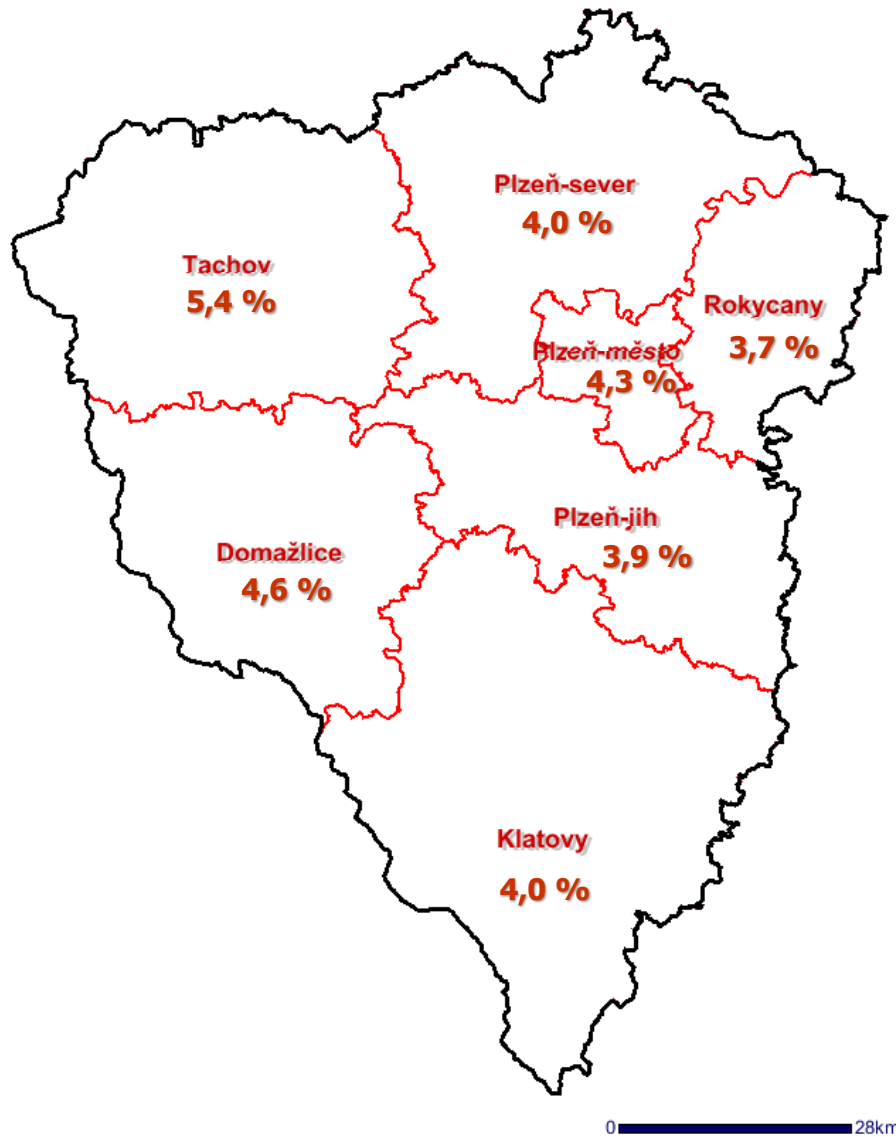 Plzeň-sever
4,0 %
Tachov
5,4 %
Rokycany
3,7 %
Plzeň-město
4,3 %
Plzeň-jih
3,9 %
Domažlice
4,6 %
Klatovy
4,0 %
0 28km